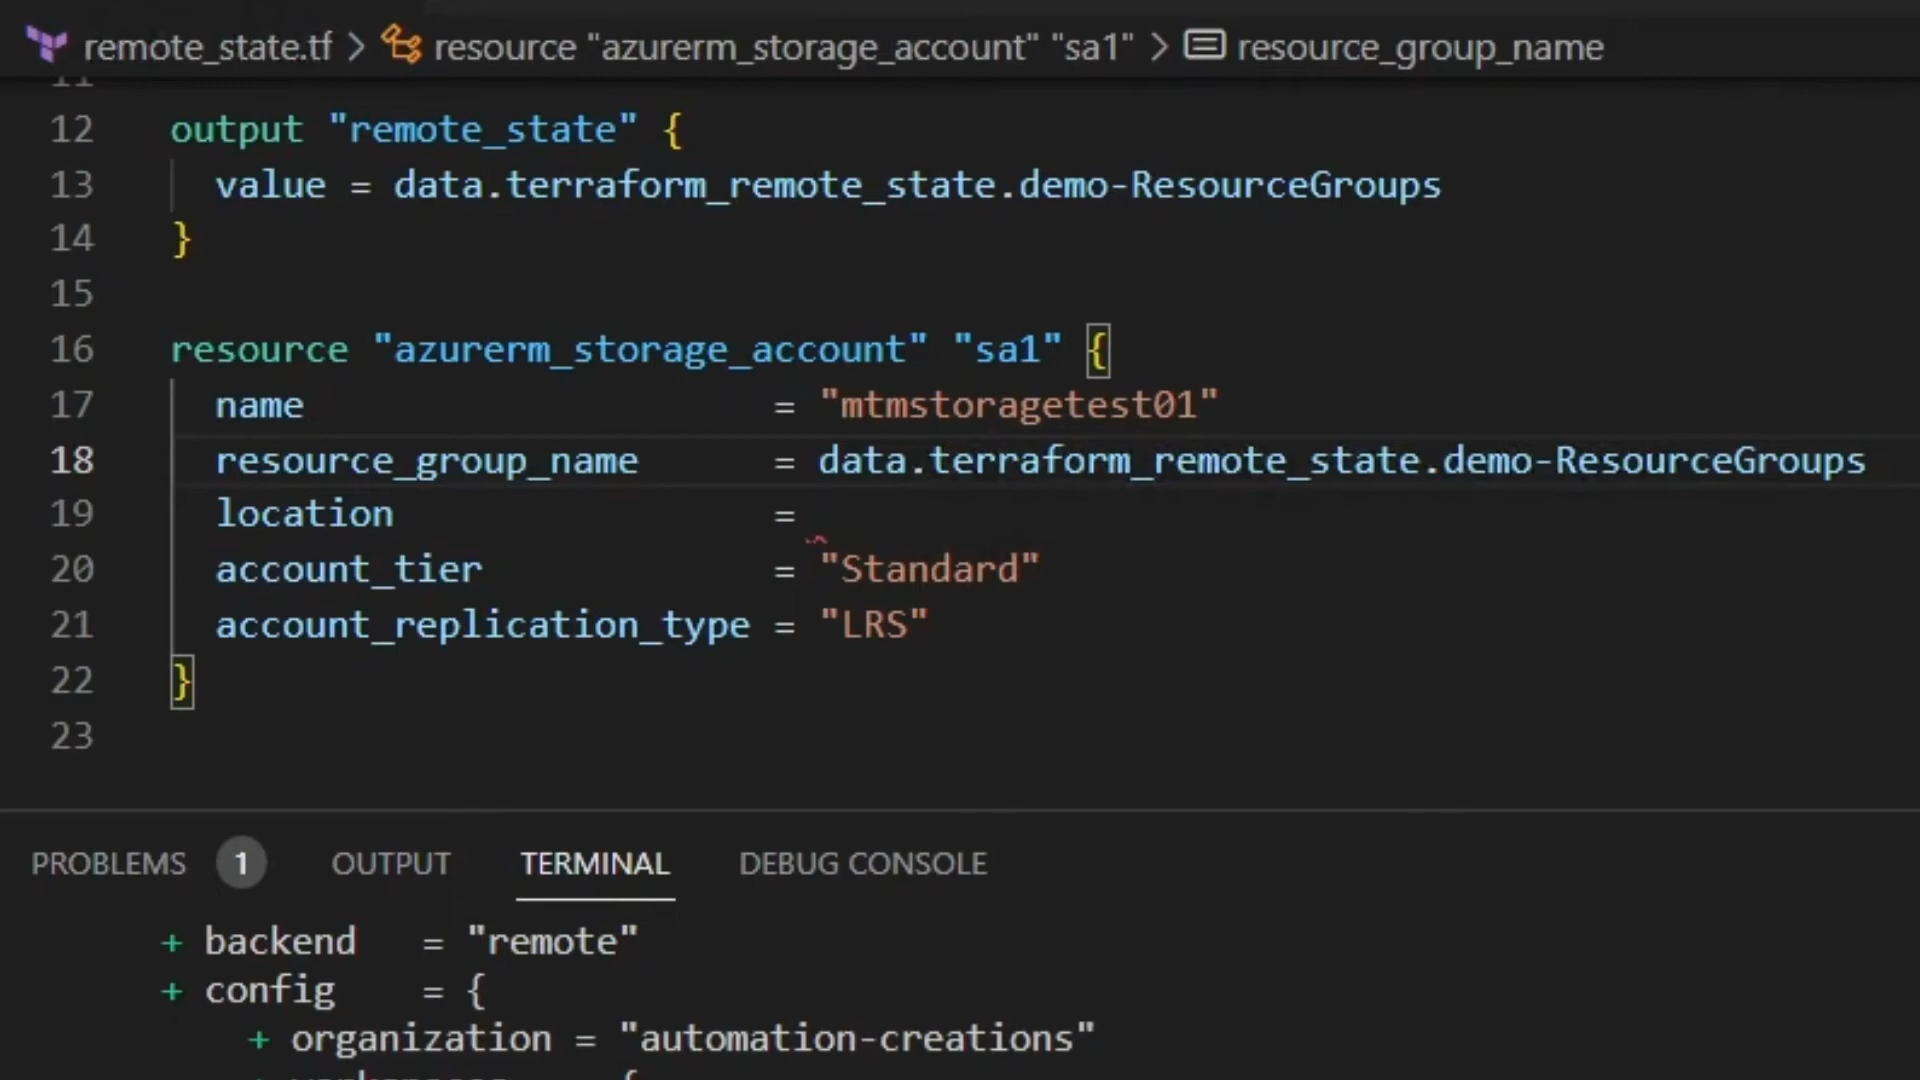 remote_state.tf > resource "azurerm_storage_account" "sa1" > resource_group_name
12 output "remote_state" {
13 value = data.terraform_remote_state.demo-ResourceGroups
14 }
15
16 resource "azurerm_storage_account" "sa1" {
17 name = "mtmstoragetest01"
18 resource_group_name = data.terraform_remote_state.demo-ResourceGroups
19 location =
20 account_tier = "Standard"
21 account_replication_type = "LRS"
22 }
23
PROBLEMS 1 OUTPUT TERMINAL DEBUG CONSOLE
+ backend = "remote"
+ config = {
+ organization = "automation-creations"